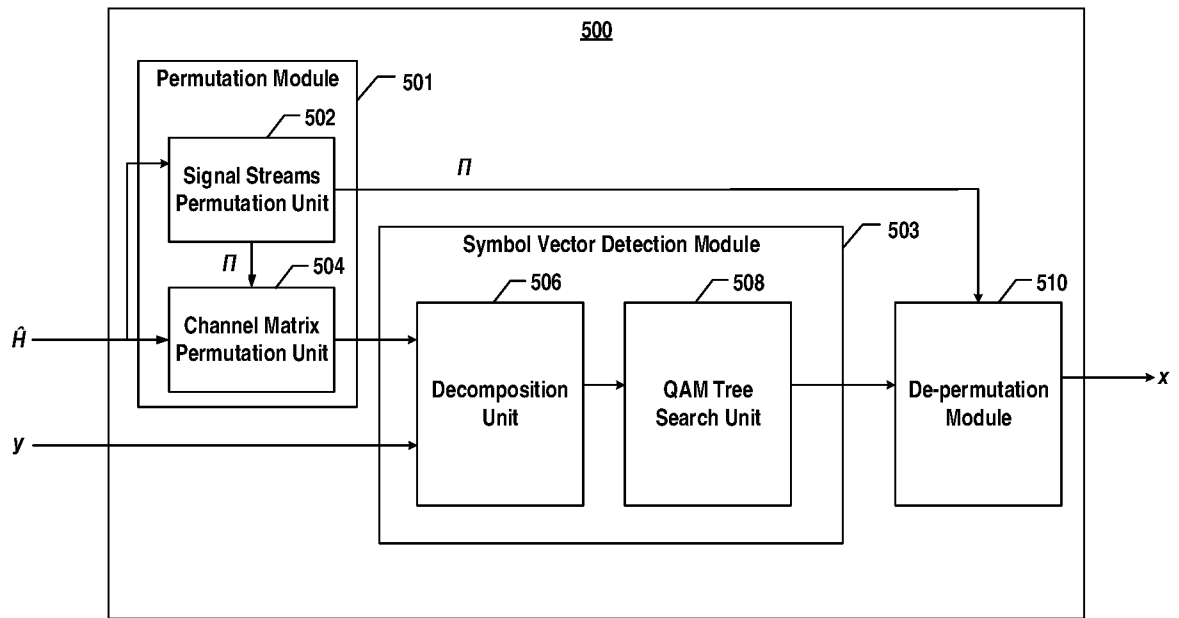 500
Permutation Module
501
502
Signal Streams
Permutation Unit
Π
Π
504
Channel Matrix
Permutation Unit
Ĥ
y
Symbol Vector Detection Module
503
506
Decomposition
Unit
508
QAM Tree
Search Unit
510
De-permutation
Module
x